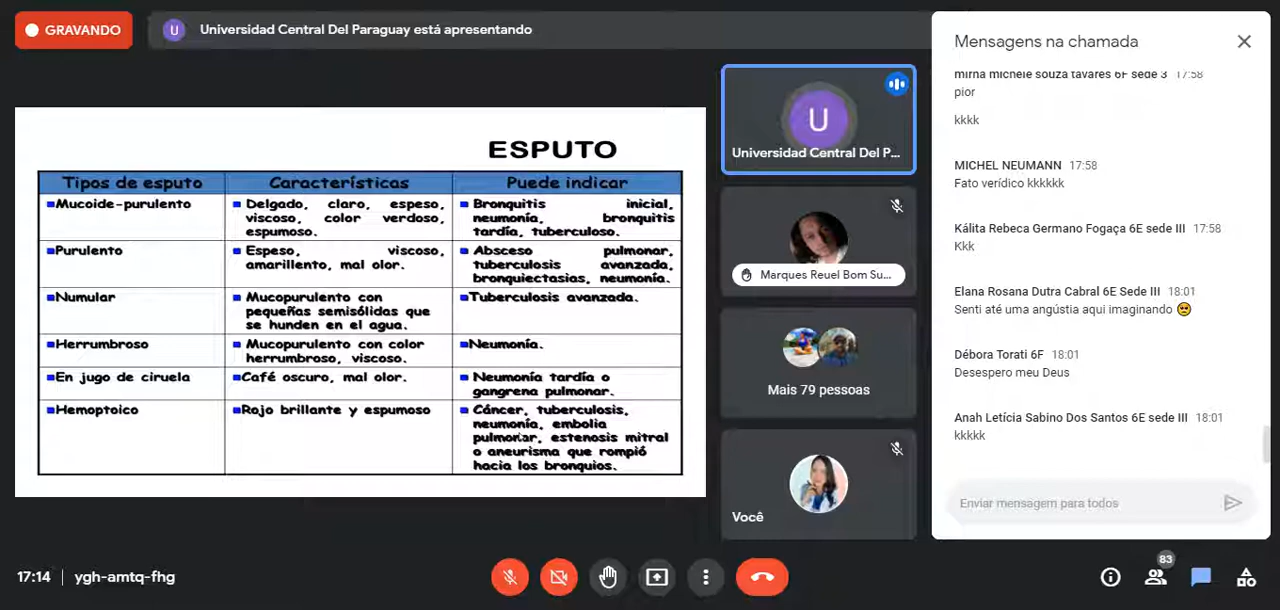 GRAVANDO
U
Universidad Central Del Paraguay está apresentando
ESPUTO
Tipos de esputo
Características
Puede indicar
Mucoide-purulento
Delgado, claro, espeso,
viscoso, color verdoso,
espumoso.
Bronquitis inicial,
neumonía, bronquitis
tardía, tuberculoso.
Purulento
Espeso, viscoso,
amarillento, mal olor.
Absceso pulmonar,
tuberculosis avanzada,
bronquiectasias, neumonía.
Numular
Mucopurulento con
pequeñas semisólidas que
se hunden en el agua.
Tuberculosis avanzada.
Herrumbroso
Mucopurulento con color
herrumbroso, viscoso.
Neumonía.
En jugo de ciruela
Café oscuro, mal olor.
Neumonía tardía o
gangrena pulmonar.
Hemoptoico
Rojo brillante y espumoso
Cáncer, tuberculosis,
neumonía, embolia
pulmonar, estenosis mitral
o aneurisma que rompió
hacia los bronquios.
U
Universidad Central Del P...
Marques Reuel Bom Su...
Mais 79 pessoas
Você
Mensagens na chamada
mirna michele souza tavares 6F sede 3 17:58
pior
kkkk
MICHEL NEUMANN 17:58
Fato verídico kkkkkk
Kálita Rebeca Germano Fogaça 6E sede III 17:58
Kkk
Elana Rosana Dutra Cabral 6E Sede III 18:01
Senti até uma angústia aqui imaginando 🥺
Débora Torati 6F 18:01
Desespero meu Deus
Anah Letícia Sabino Dos Santos 6E sede III 18:01
kkkkk
Enviar mensagem para todos
17:14 | ygh-amtq-fhg
83